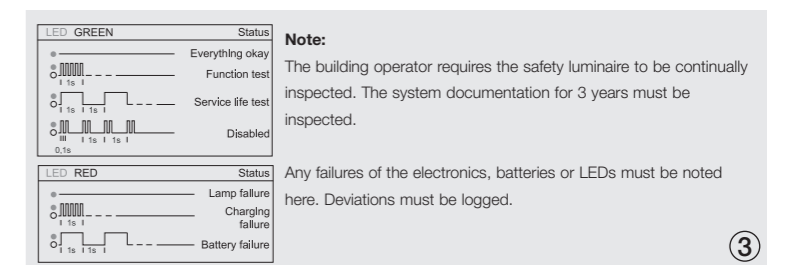 LED GREEN Status
Everything okay
Function test
1s
Service life test
1s 1s
Disabled
1s 1s
0,1s
LED RED Status
Lamp failure
Charging
failure
1s
Battery failure
1s 1s
Note:
The building operator requires the safety luminaire to be continually
inspected. The system documentation for 3 years must be
inspected.
Any failures of the electronics, batteries or LEDs must be noted
here. Deviations must be logged.
3